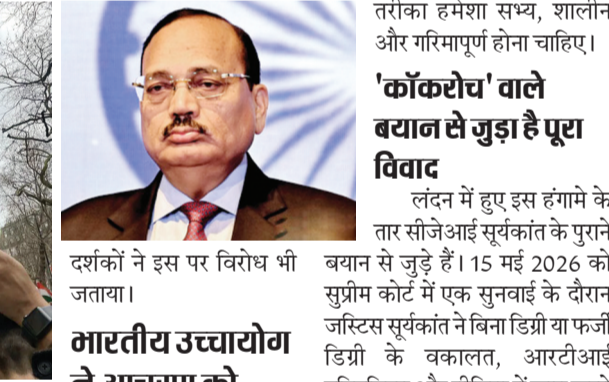 दर्शकों ने इस पर विरोध भी
जताया।
भारतीय उच्चायोग
तरीका हमेशा सभ्य, शालीन
और गरिमापूर्ण होना चाहिए।
'कॉकरोच' वाले
बयान से जुड़ा है पूरा
विवाद
लंदन में हुए इस हंगामे के
तार सीजेआई सूर्यकांत के पुराने
बयान से जुड़े हैं। 15 मई 2026 को
सुप्रीम कोर्ट में एक सुनवाई के दौरान
जस्टिस सूर्यकांत ने बिना डिग्री या फर्जी
डिग्री के वकालत, आरटीआई